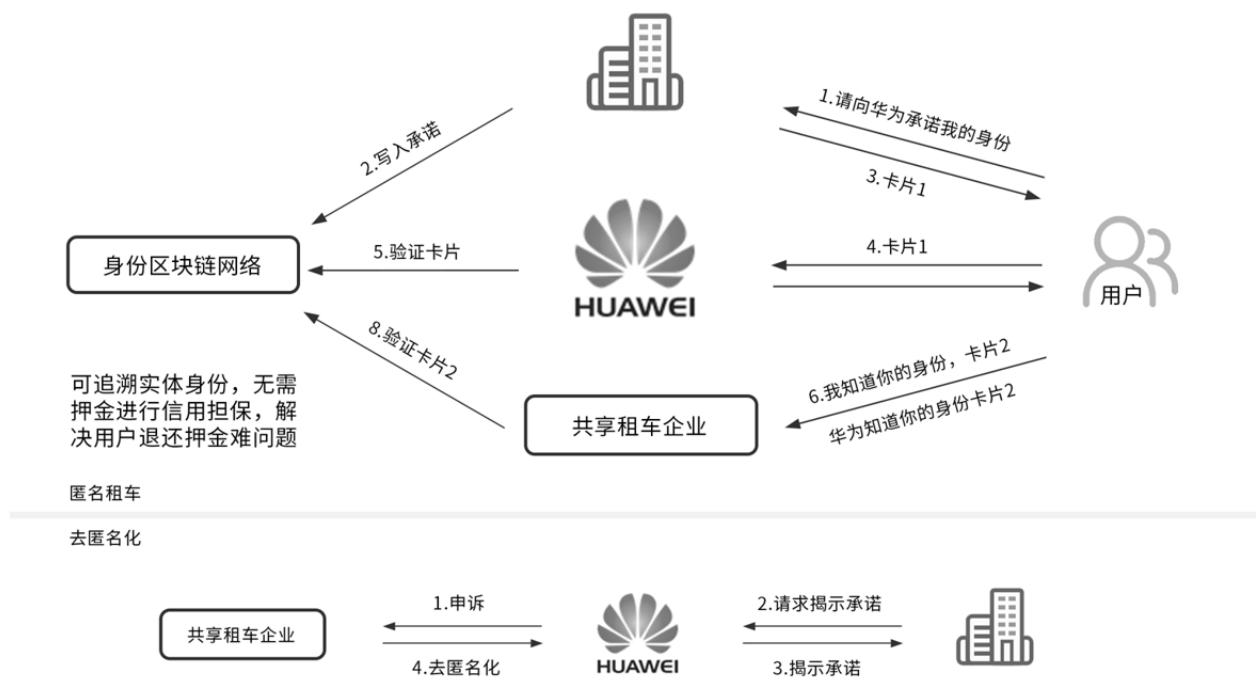 1.请向华为承诺我的身份
2.写入承诺
3.卡片1
身份区块链网络
5.验证卡片
HUAWEI
4.卡片1
用户
8.验证卡片2
6.我知道你的身份，卡片2
华为知道你的身份卡片2
共享租车企业
可追溯实体身份，无需
押金进行信用担保，解
决用户退还押金难问题
匿名租车
去匿名化
共享租车企业
1.申诉
4.去匿名化
HUAWEI
2.请求揭示承诺
3.揭示承诺